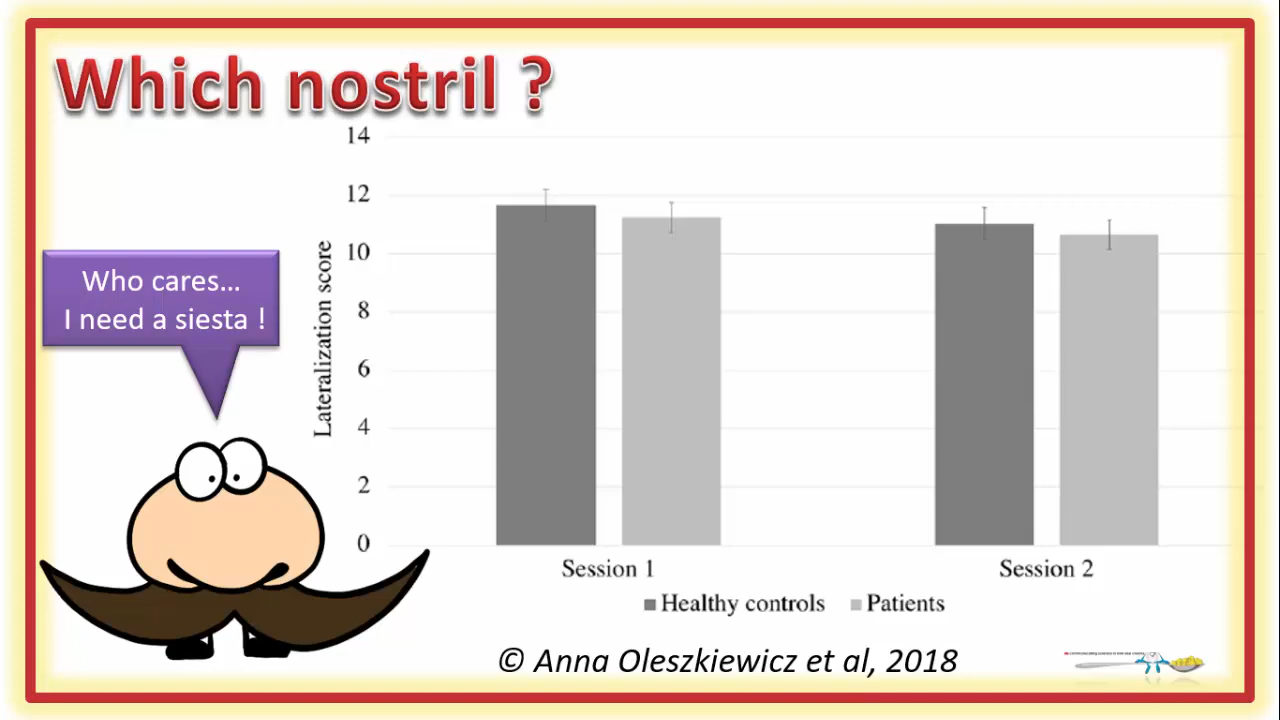 Which nostril ?
14
12
10
8
6
4
2
0
Lateralization score
Who cares...
I need a siesta !
Session 1
Session 2
Healthy controls
Patients
© Anna Oleszkiewicz et al, 2018